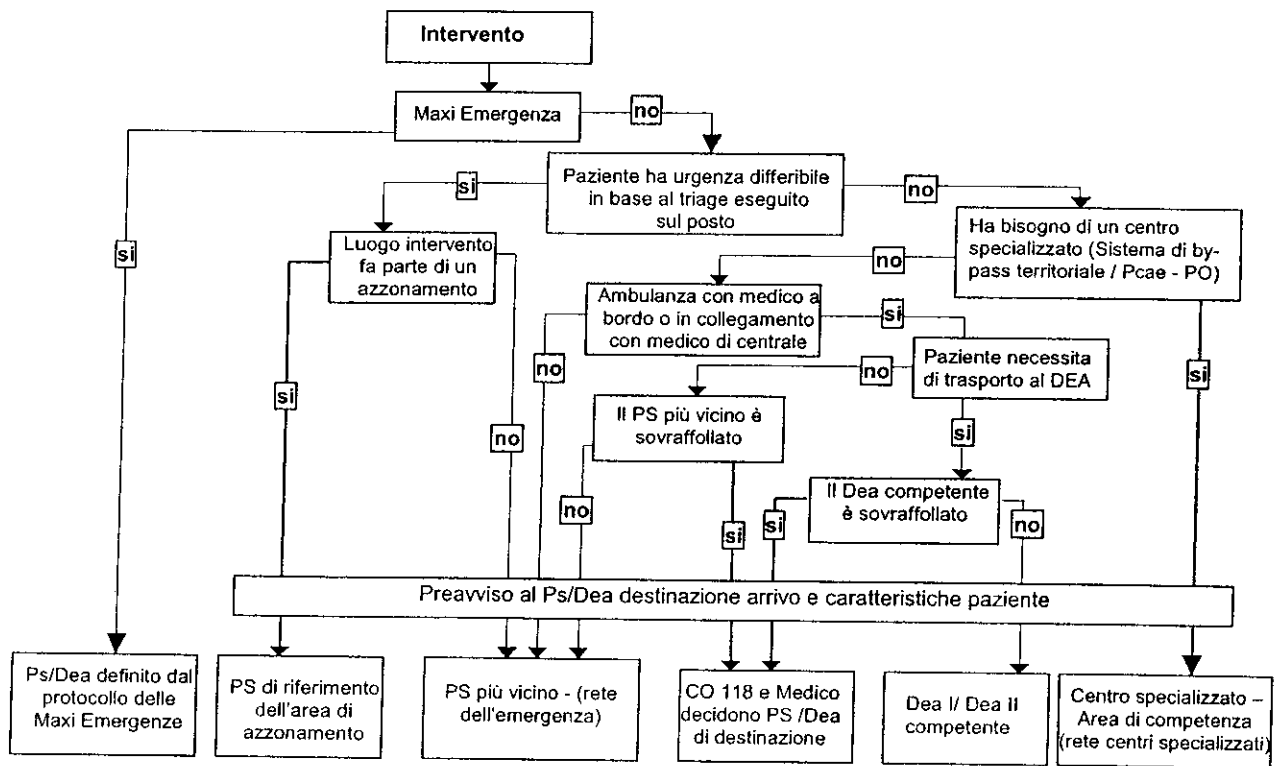 Intervento
Maxi Emergenza
no
si
Paziente ha urgenza differibile
in base al triage eseguito
sul posto
si
no
Luogo intervento
fa parte di un
azzonamento
Ha bisogno di un centro
specializzato (Sistema di by-
pass territoriale / Pcae - PO)
no
si
Ambulanza con medico a
bordo o in collegamento
con medico di centrale
si
no
Paziente necessita
di trasporto al DEA
no
si
si
no
Il PS più vicino è
sovraffollato
no
si
Il Dea competente
è sovraffollato
si
no
Preavviso al Ps/Dea destinazione arrivo e caratteristiche paziente
Ps/Dea definito dal
protocollo delle
Maxi Emergenze
PS di riferimento
dell'area di
azzonamento
PS più vicino - (rete
dell'emergenza)
CO 118 e Medico
decidono PS /Dea
di destinazione
Dea I/ Dea II
competente
Centro specializzato –
Area di competenza
(rete centri specializzati)